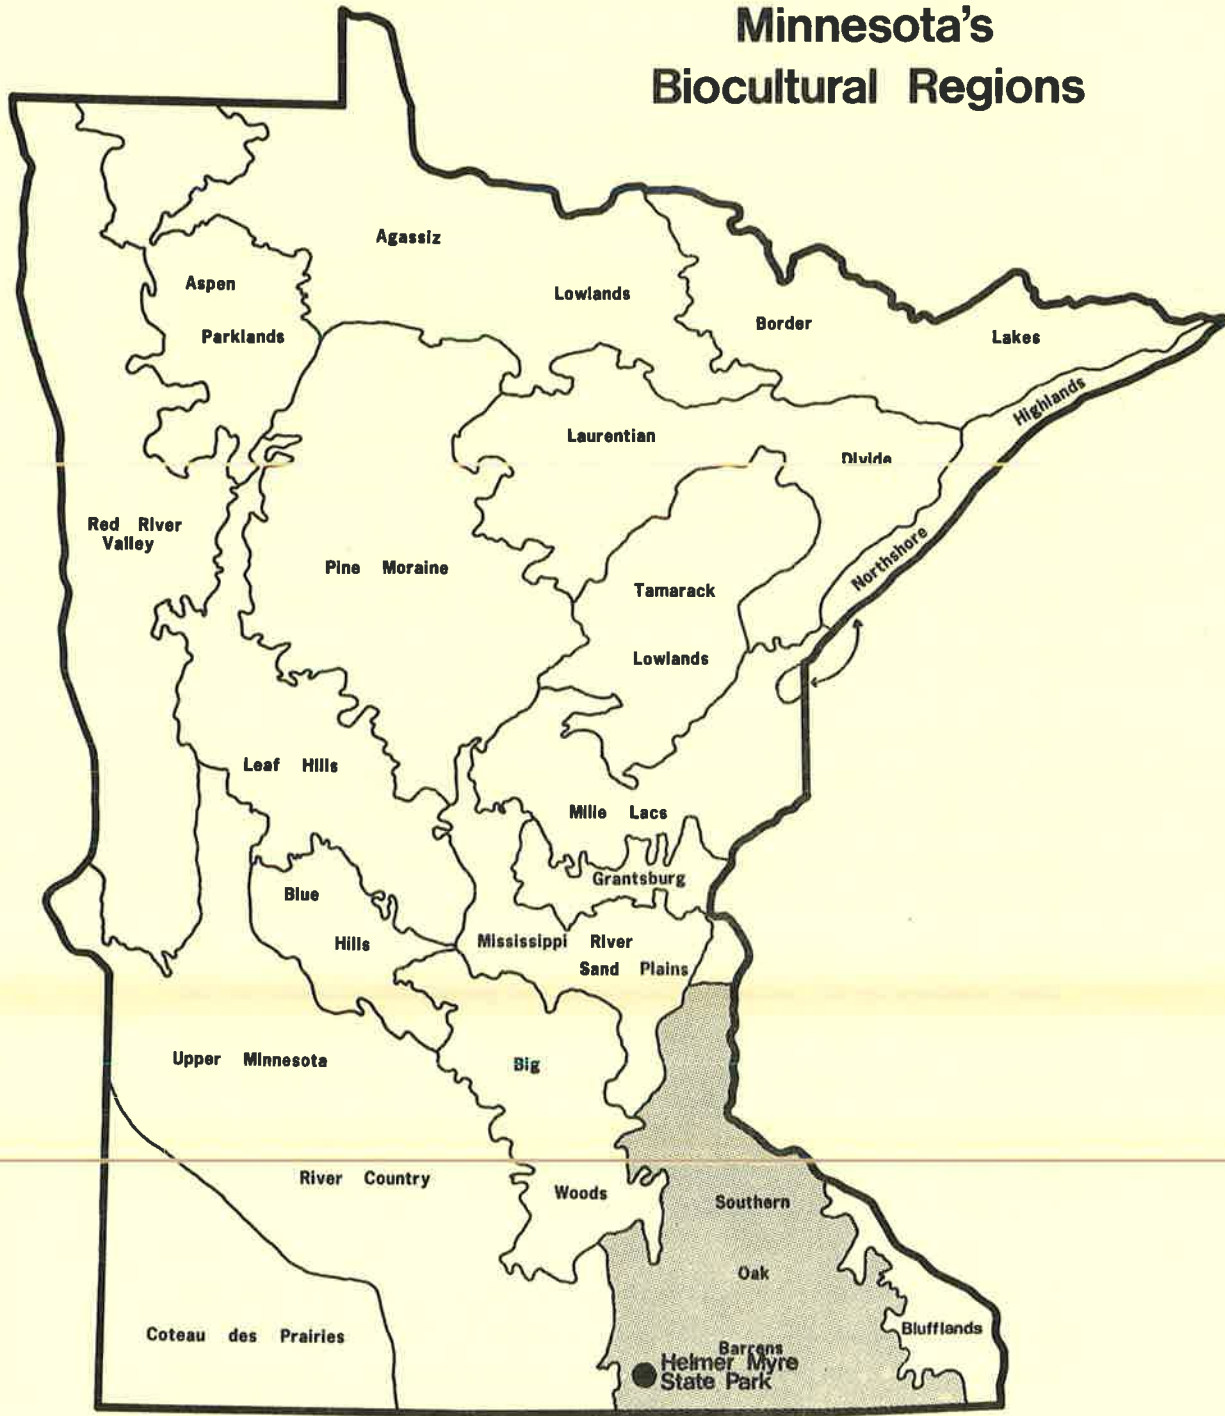 Minnesota's
Biocultural Regions
Agassiz
Lowlands
Aspen
Parklands
Border
Lakes
Highlands
Laurentian
Divide
Red River
Valley
Pine Moraine
Northshore
Tamarack
Lowlands
Leaf Hills
Mille Lacs
Grantsburg
Blue
Hills
Mississippi River
Sand Plains
Upper Minnesota
River Country
Big
Woods
Southern
Oak
Barrens
Blufflands
Coteau des Prairies
Helmer Myre
State Park